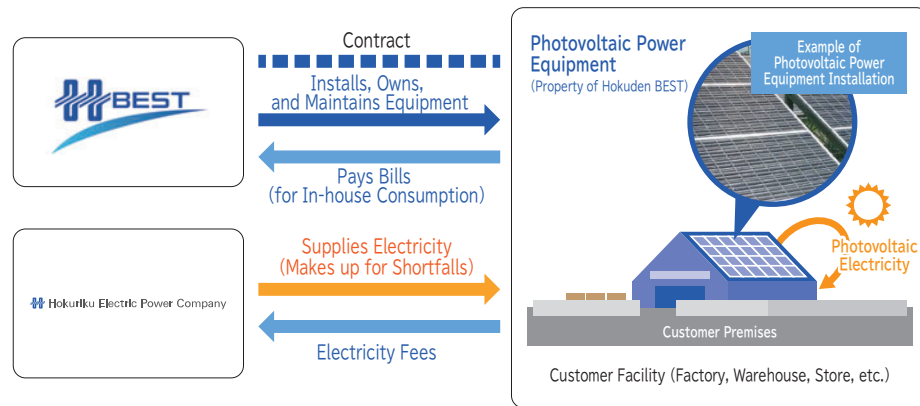 BEST
Hokuriku Electric Power Company
Contract
Installs, Owns,
and Maintains Equipment
Pays Bills
(for In-house Consumption)
Supplies Electricity
(Makes up for Shortfalls)
Electricity Fees
Photovoltaic Power
Equipment
(Property of Hokuden BEST)
Example of
Photovoltaic Power
Equipment Installation
Photovoltaic
Electricity
Customer Premises
Customer Facility (Factory, Warehouse, Store, etc.)